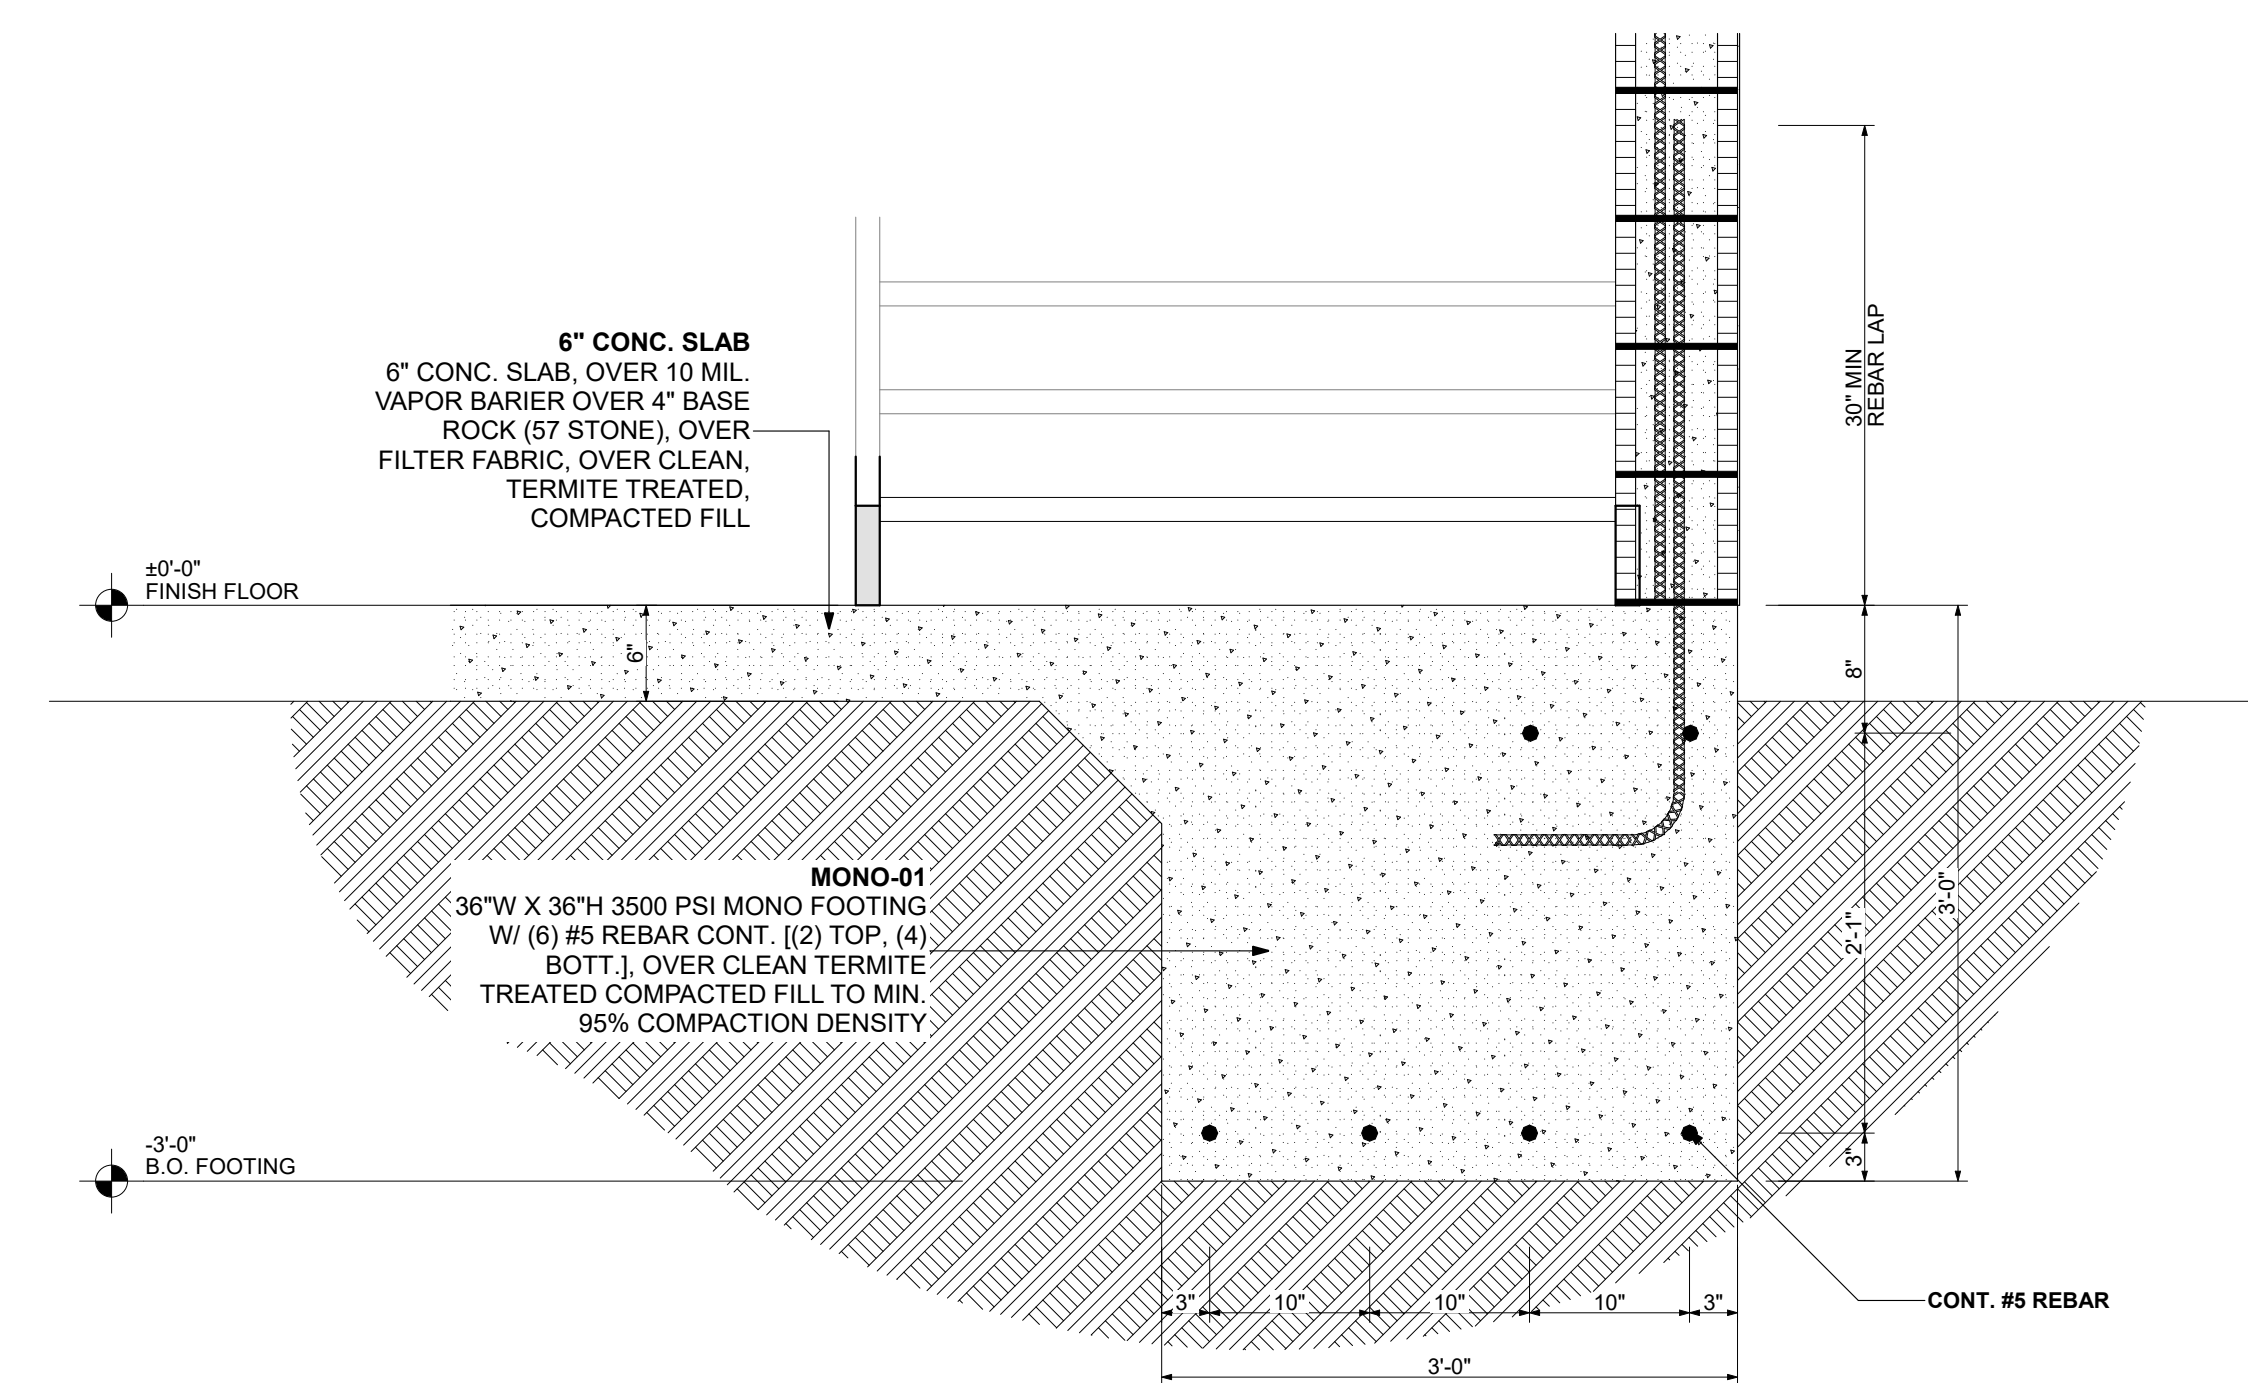 6" CONC. SLAB
6" CONC. SLAB, OVER 10 MIL.
VAPOR BARIER OVER 4" BASE
ROCK (57 STONE), OVER
FILTER FABRIC, OVER CLEAN,
TERMITE TREATED,
COMPACTED FILL
30" MIN
REBAR LAP
±0'-0"
FINISH FLOOR
6"
8"
MONO-01
36"W X 36"H 3500 PSI MONO FOOTING
W/ (6) #5 REBAR CONT. [(2) TOP, (4)
BOTT.], OVER CLEAN TERMITE
TREATED COMPACTED FILL TO MIN.
95% COMPACTION DENSITY
2'-1"
3'-0"
-3'-0"
B.O. FOOTING
3"
3"
10"
10"
10"
3"
CONT. #5 REBAR
3'-0"